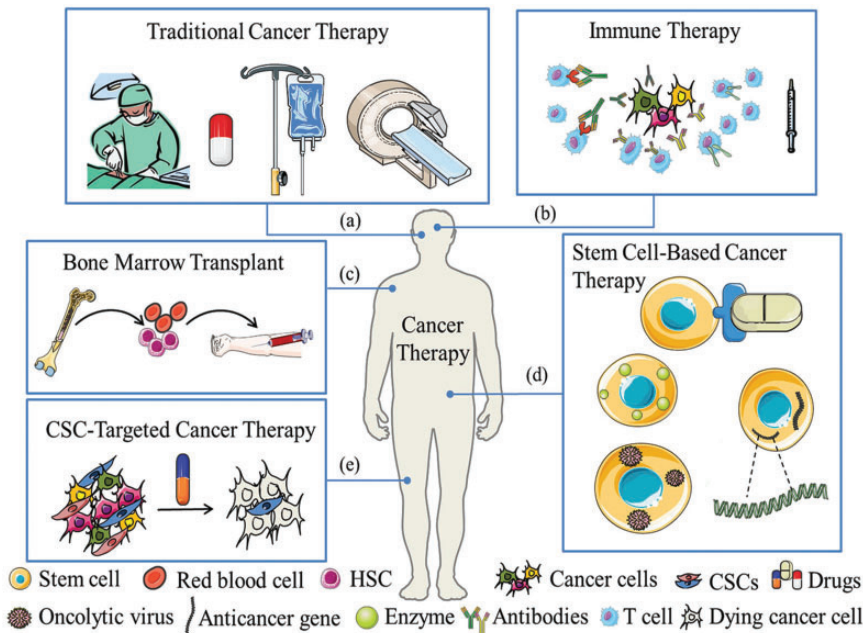 Traditional Cancer Therapy
Immune Therapy
(a)
(b)
Bone Marrow Transplant
(c)
Stem Cell-Based Cancer
Therapy
Cancer
Therapy
(d)
CSC-Targeted Cancer Therapy
(e)
Stem cell Red blood cell HSC Cancer cells CSCs Drugs
Oncolytic virus Anticancer gene Enzyme Antibodies T cell Dying cancer cell